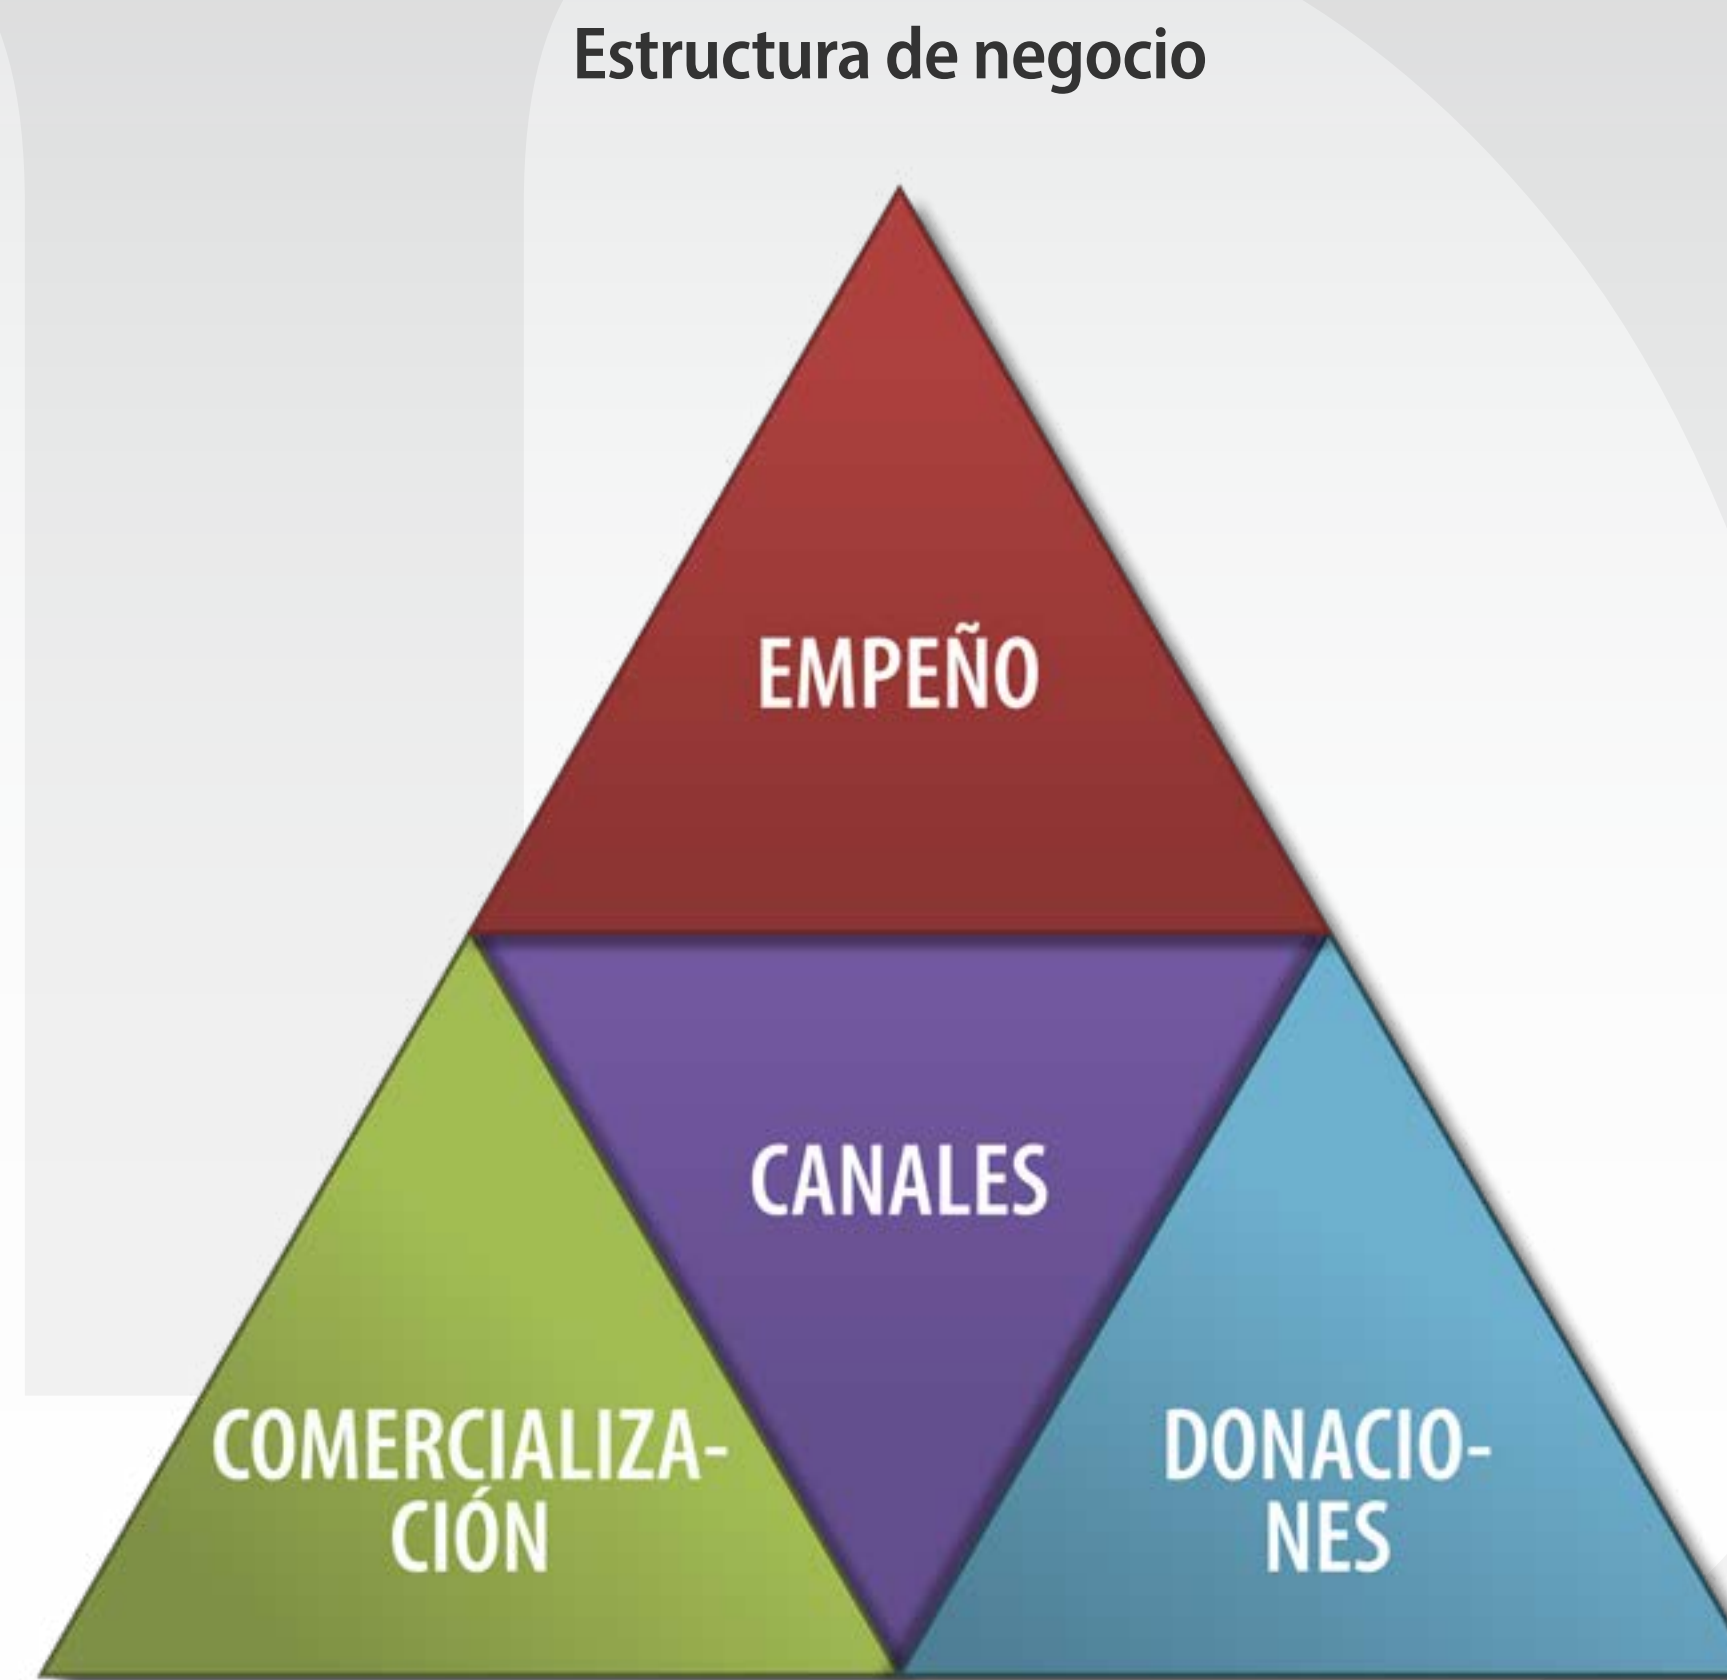 Estructura de negocio
EMPEÑO
CANALES
COMERCIALIZA-
CIÓN
DONACIO-
NES